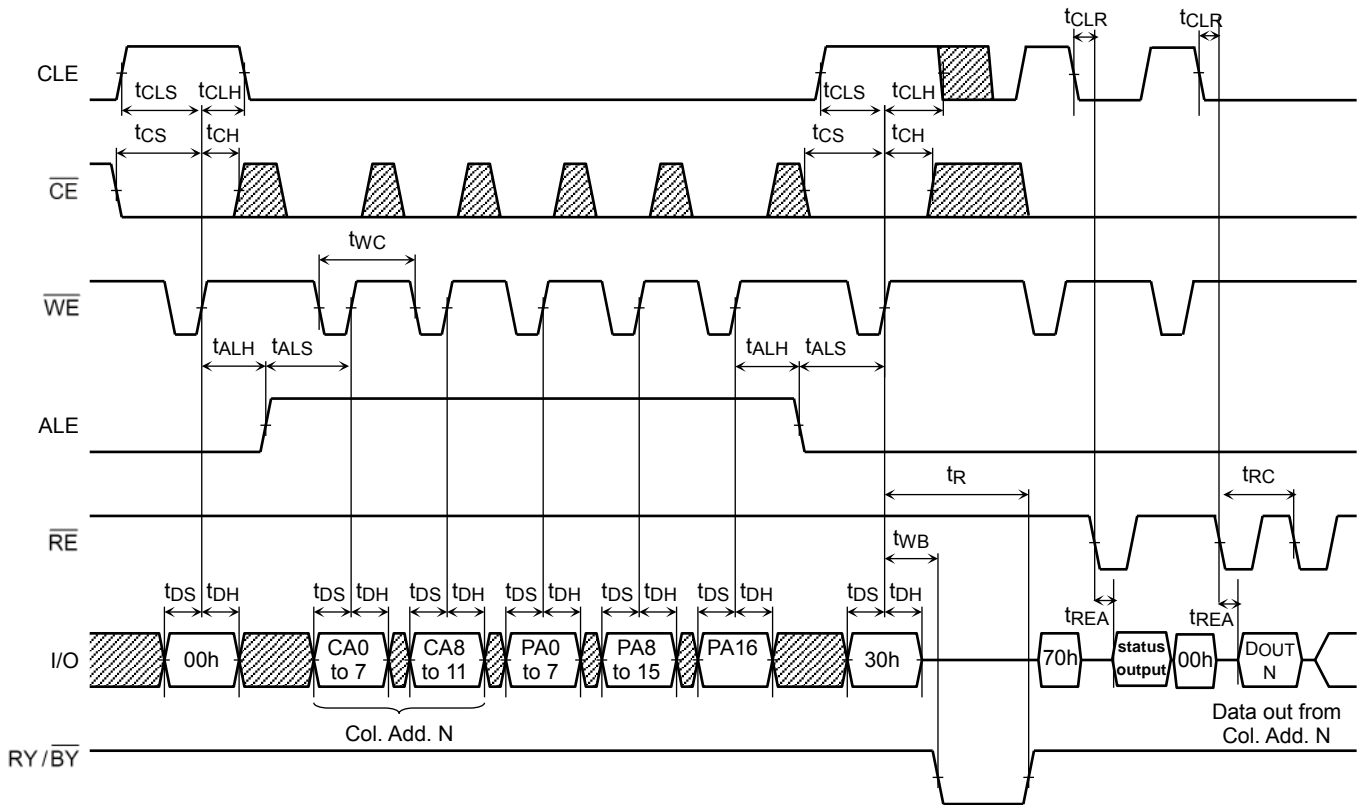 tCLR tCLR
CLE
tCLS tCLH tCLS tCLH
tCS tCH tCS tCH
CE
tWC
WE
tALH tALS tALH tALS
ALE
tR tRC
RE
tWB
tDS tDH tDS tDH tDS tDH tDS tDH tDS tDH tDS tDH tDS tDH
tREA tREA
I/O 00h CA0 to 7 CA8 to 11 PA0 to 7 PA8 to 15 PA16 30h 70h status output 00h DOUT N
Col. Add. N
Data out from
Col. Add. N
RY/BY